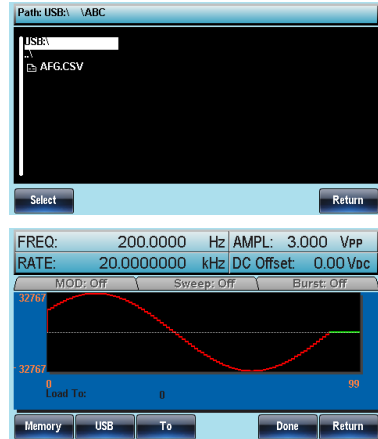 Path: USB:\ \ABC
USB:\
..\
AFG.CSV
Select Return
FREQ: 200.0000 Hz AMPL: 3.000 VPP
RATE: 20.0000000 kHz DC Offset: 0.00 VDC
MOD: Off Sweep: Off Burst: Off
32767
- 32767
0 99
Load To: 0
Memory USB To Done Return